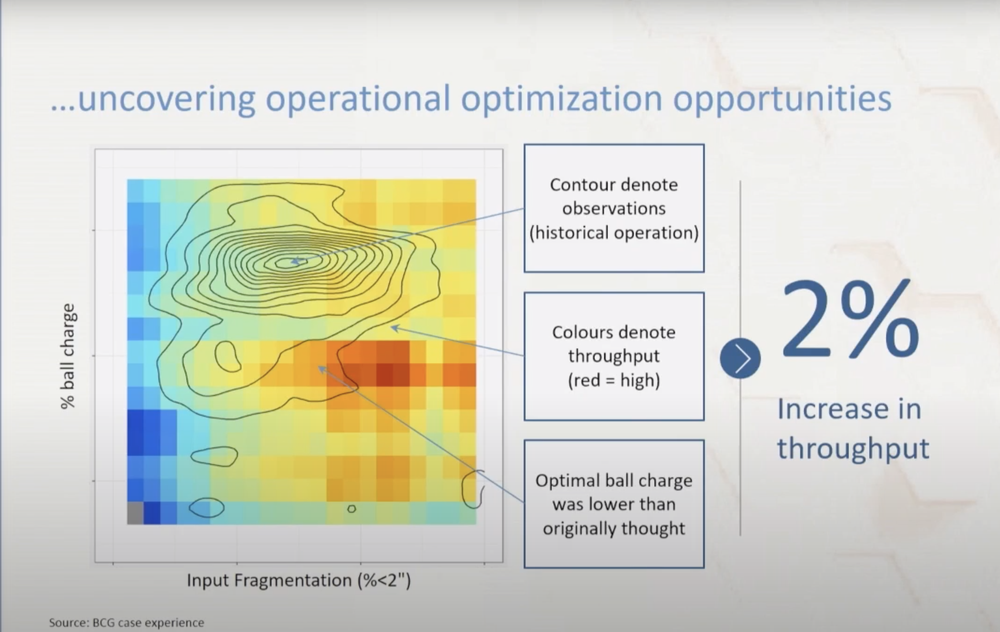 ...uncovering operational optimization opportunities
% ball charge
Input Fragmentation (%<2")
Contour denote
observations
(historical operation)
Colours denote
throughput
(red = high)
Optimal ball charge
was lower than
originally thought
2%
Increase in
throughput
Source: BCG case experience